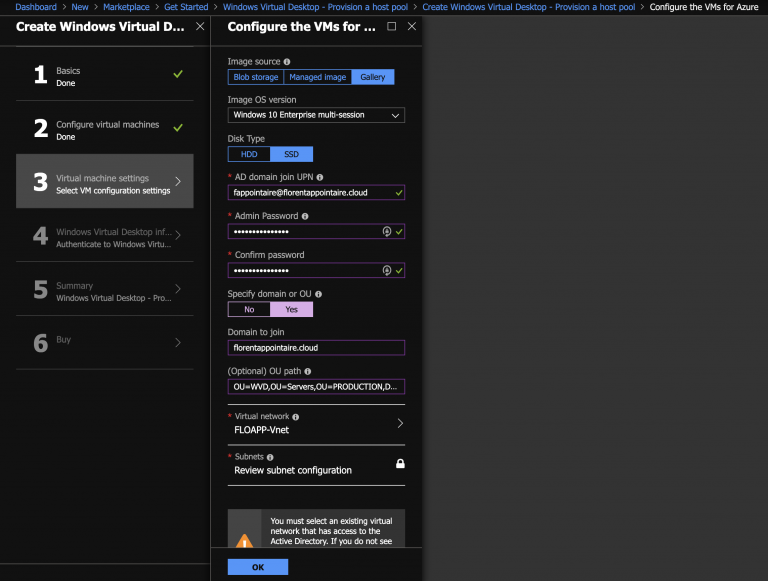 Dashboard > New > Marketplace > Get Started > Windows Virtual Desktop - Provision a host pool > Create Windows Virtual Desktop - Provision a host pool > Configure the VMs for Azure
Create Windows Virtual D...
1
Basics
Done
2
Configure virtual machines
Done
3
Virtual machine settings
Select VM configuration settings
4
Windows Virtual Desktop inf...
Authenticate to Windows Virtu...
5
Summary
Windows Virtual Desktop - Pro...
6
Buy
Configure the VMs for ...
Image source
Blob storage Managed image Gallery
Image OS version
Windows 10 Enterprise multi-session
Disk Type
HDD SSD
* AD domain join UPN
fappointaire@florentappointaire.cloud
* Admin Password
* Confirm password
Specify domain or OU
No Yes
Domain to join
florentappointaire.cloud
(Optional) OU path
OU=WVD,OU=Servers,OU=PRODUCTION,D...
* Virtual network
FLOAPP-Vnet
* Subnets
Review subnet configuration
You must select an existing virtual
network that has access to the
Active Directory. If you do not see
OK